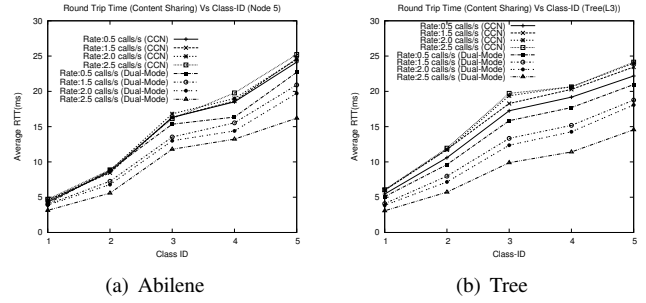 Round Trip Time (Content Sharing) Vs Class-ID (Node 5)
Average RTT(ms)
30
25
20
15
10
5
0
Rate:0.5 calls/s (CCN)
Rate:1.5 calls/s (CCN)
Rate:2.0 calls/s (CCN)
Rate:2.5 calls/s (CCN)
Rate:0.5 calls/s (Dual-Mode)
Rate:1.5 calls/s (Dual-Mode)
Rate:2.0 calls/s (Dual-Mode)
Rate:2.5 calls/s (Dual-Mode)
1 2 3 4 5
Class ID
(a) Abilene
Round Trip Time (Content Sharing) Vs Class-ID (Tree(L3))
Average RTT(ms)
30
25
20
15
10
5
0
Rate:0.5 calls/s (CCN)
Rate:1.5 calls/s (CCN)
Rate:2.0 calls/s (CCN)
Rate:2.5 calls/s (CCN)
Rate:0.5 calls/s (Dual-Mode)
Rate:1.5 calls/s (Dual-Mode)
Rate:2.0 calls/s (Dual-Mode)
Rate:2.5 calls/s (Dual-Mode)
1 2 3 4 5
Class-ID
(b) Tree